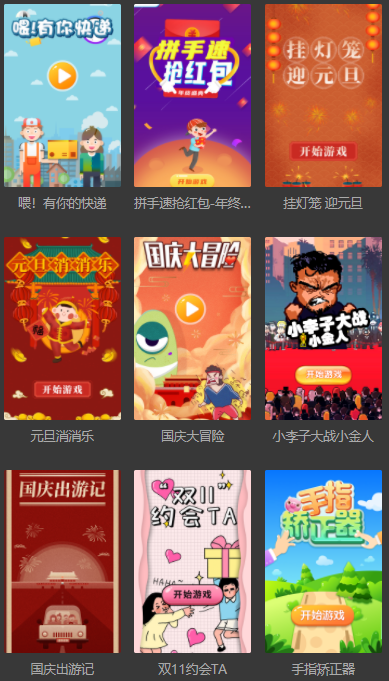 喂!有你快递
拼手速
抢红包
年终盛典
开始游戏
挂灯笼
迎元旦
开始游戏
喂！有你的快递
拼手速抢红包-年终...
挂灯笼 迎元旦
元旦消消乐
开始游戏
国庆大冒险
小李子大战
小金人
开始游戏
元旦消消乐
国庆大冒险
小李子大战小金人
国庆出游记
"双11"
约会TA
HAHA~
开始游戏
手指
矫正器
开始游戏
国庆出游记
双11约会TA
手指矫正器